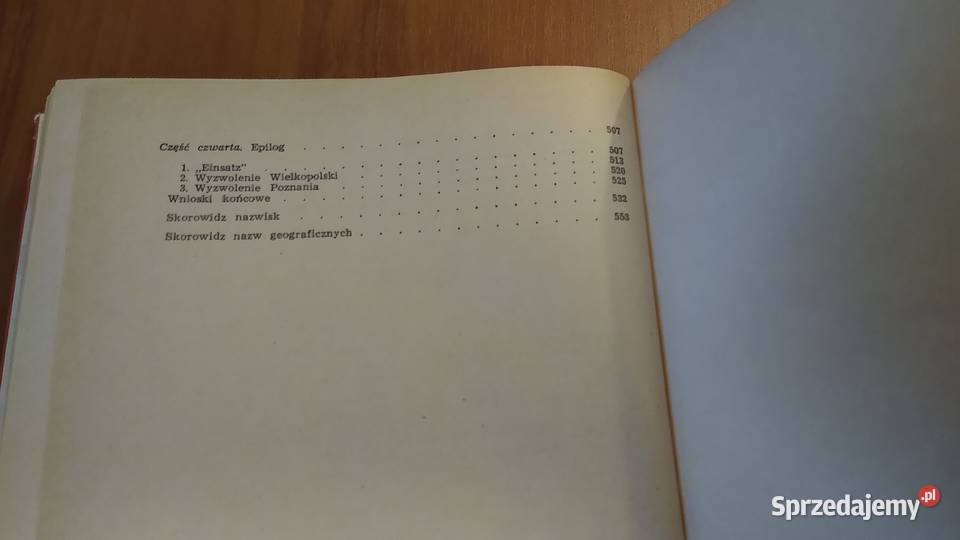 Część czwarta. Epilog . . . . . . . . . . . . . . . 507
1. „Einsatz” . . . . . . . . . . . . . . . 507
2. Wyzwolenie Wielkopolski . . . . . . . . . . . . 513
3. Wyzwolenie Poznania . . . . . . . . . . . . . 520
Wnioski końcowe . . . . . . . . . . . . . . . . 525
Skorowidz nazwisk . . . . . . . . . . . . . . . 532
Skorowidz nazw geograficznych . . . . . . . . . . . . 553
Sprzedajemy.pl